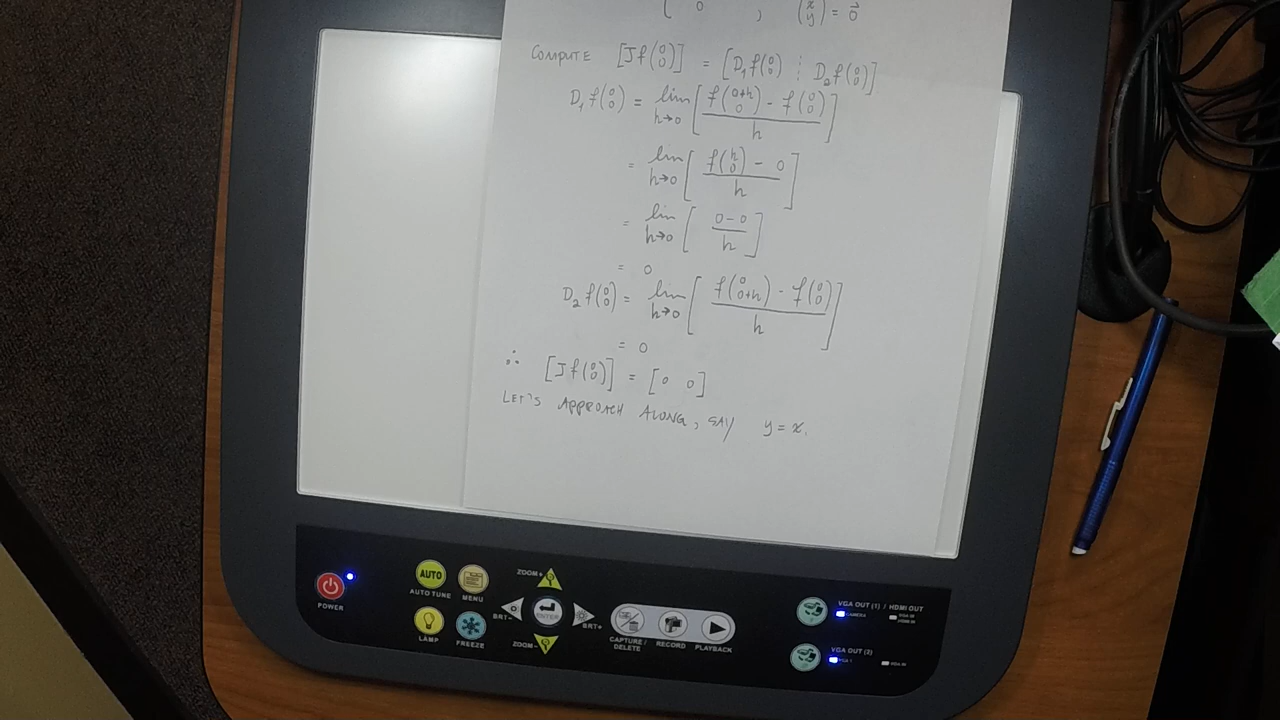 [ 0 , (x y) = 0⃗
COMPUTE [Jf(0 0)] = [D₁f(0 0) ⋮ D₂f(0 0)]
D₁f(0 0) = lim h→0 [f(0+h 0) - f(0 0) / h]
= lim h→0 [f(h 0) - 0 / h]
= lim h→0 [0-0 / h]
= 0
D₂f(0 0) = lim h→0 [f(0 0+h) - f(0 0) / h]
= 0
∴ [Jf(0 0)] = [0 0]
LET'S APPROACH ALONG, SAY y = x.
POWER
AUTO
AUTO TUNE
MENU
LAMP
FREEZE
ZOOM+
BRT-
ENTER
BRT+
ZOOM-
CAPTURE / DELETE
RECORD
PLAYBACK
VGA OUT (1) / HDMI OUT
CAMERA
VGA OUT (2)